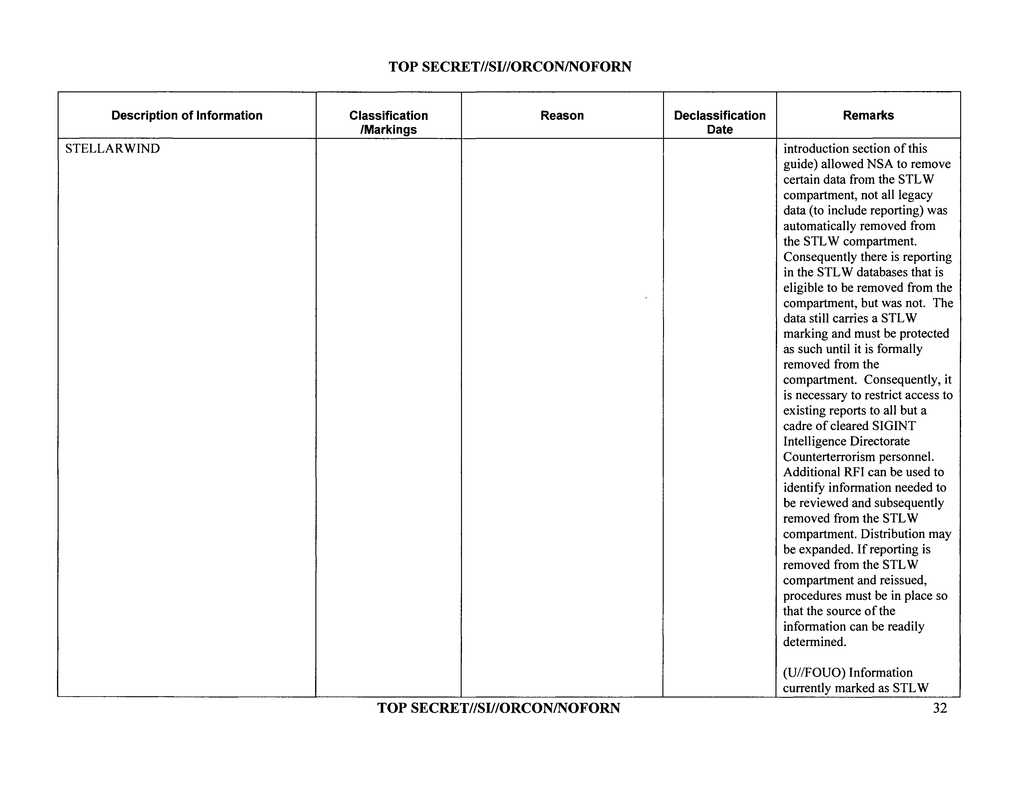 TOP SECRET//SI//ORCON/NOFORN
Description of Information
Classification
/Markings
Reason
Declassification
Date
Remarks
STELLARWIND
introduction section of this
guide) allowed NSA to remove
certain data from the STLW
compartment, not all legacy
data (to include reporting) was
automatically removed from
the STLW compartment.
Consequently there is reporting
in the STLW databases that is
eligible to be removed from the
compartment, but was not. The
data still carries a STLW
marking and must be protected
as such until it is formally
removed from the
compartment. Consequently, it
is necessary to restrict access to
existing reports to all but a
cadre of cleared SIGINT
Intelligence Directorate
Counterterrorism personnel.
Additional RFI can be used to
identify information needed to
be reviewed and subsequently
removed from the STLW
compartment. Distribution may
be expanded. If reporting is
removed from the STLW
compartment and reissued,
procedures must be in place so
that the source of the
information can be readily
determined.
(U//FOUO) Information
currently marked as STLW
TOP SECRET//SI//ORCON/NOFORN
32